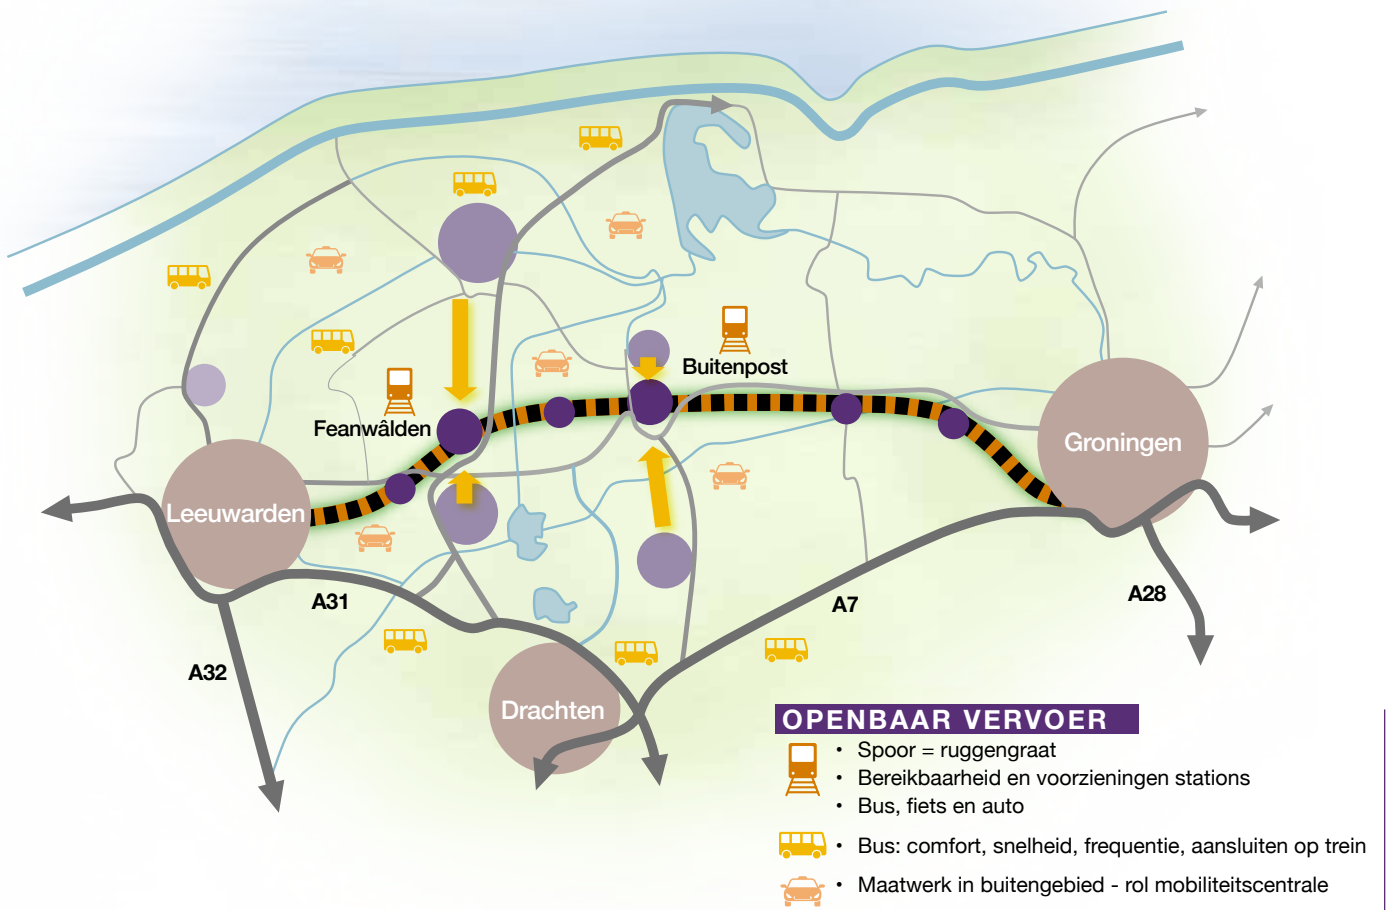 Buitenpost
Feanwâlden
Groningen
Leeuwarden
A31
A7
A28
A32
Drachten
OPENBAAR VERVOER
• Spoor = ruggengraat
• Bereikbaarheid en voorzieningen stations
• Bus, fiets en auto
• Bus: comfort, snelheid, frequentie, aansluiten op trein
• Maatwerk in buitengebied - rol mobiliteitscentrale